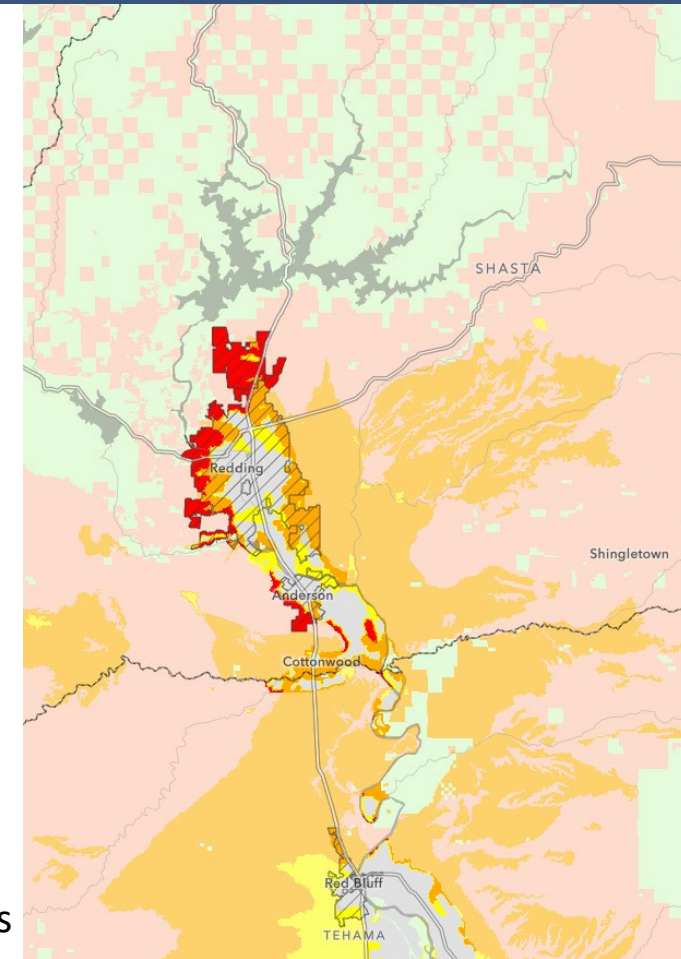 SHASTA
Redding
Shingletown
Anderson
Cottonwood
Red Bluff
TEHAMA
s